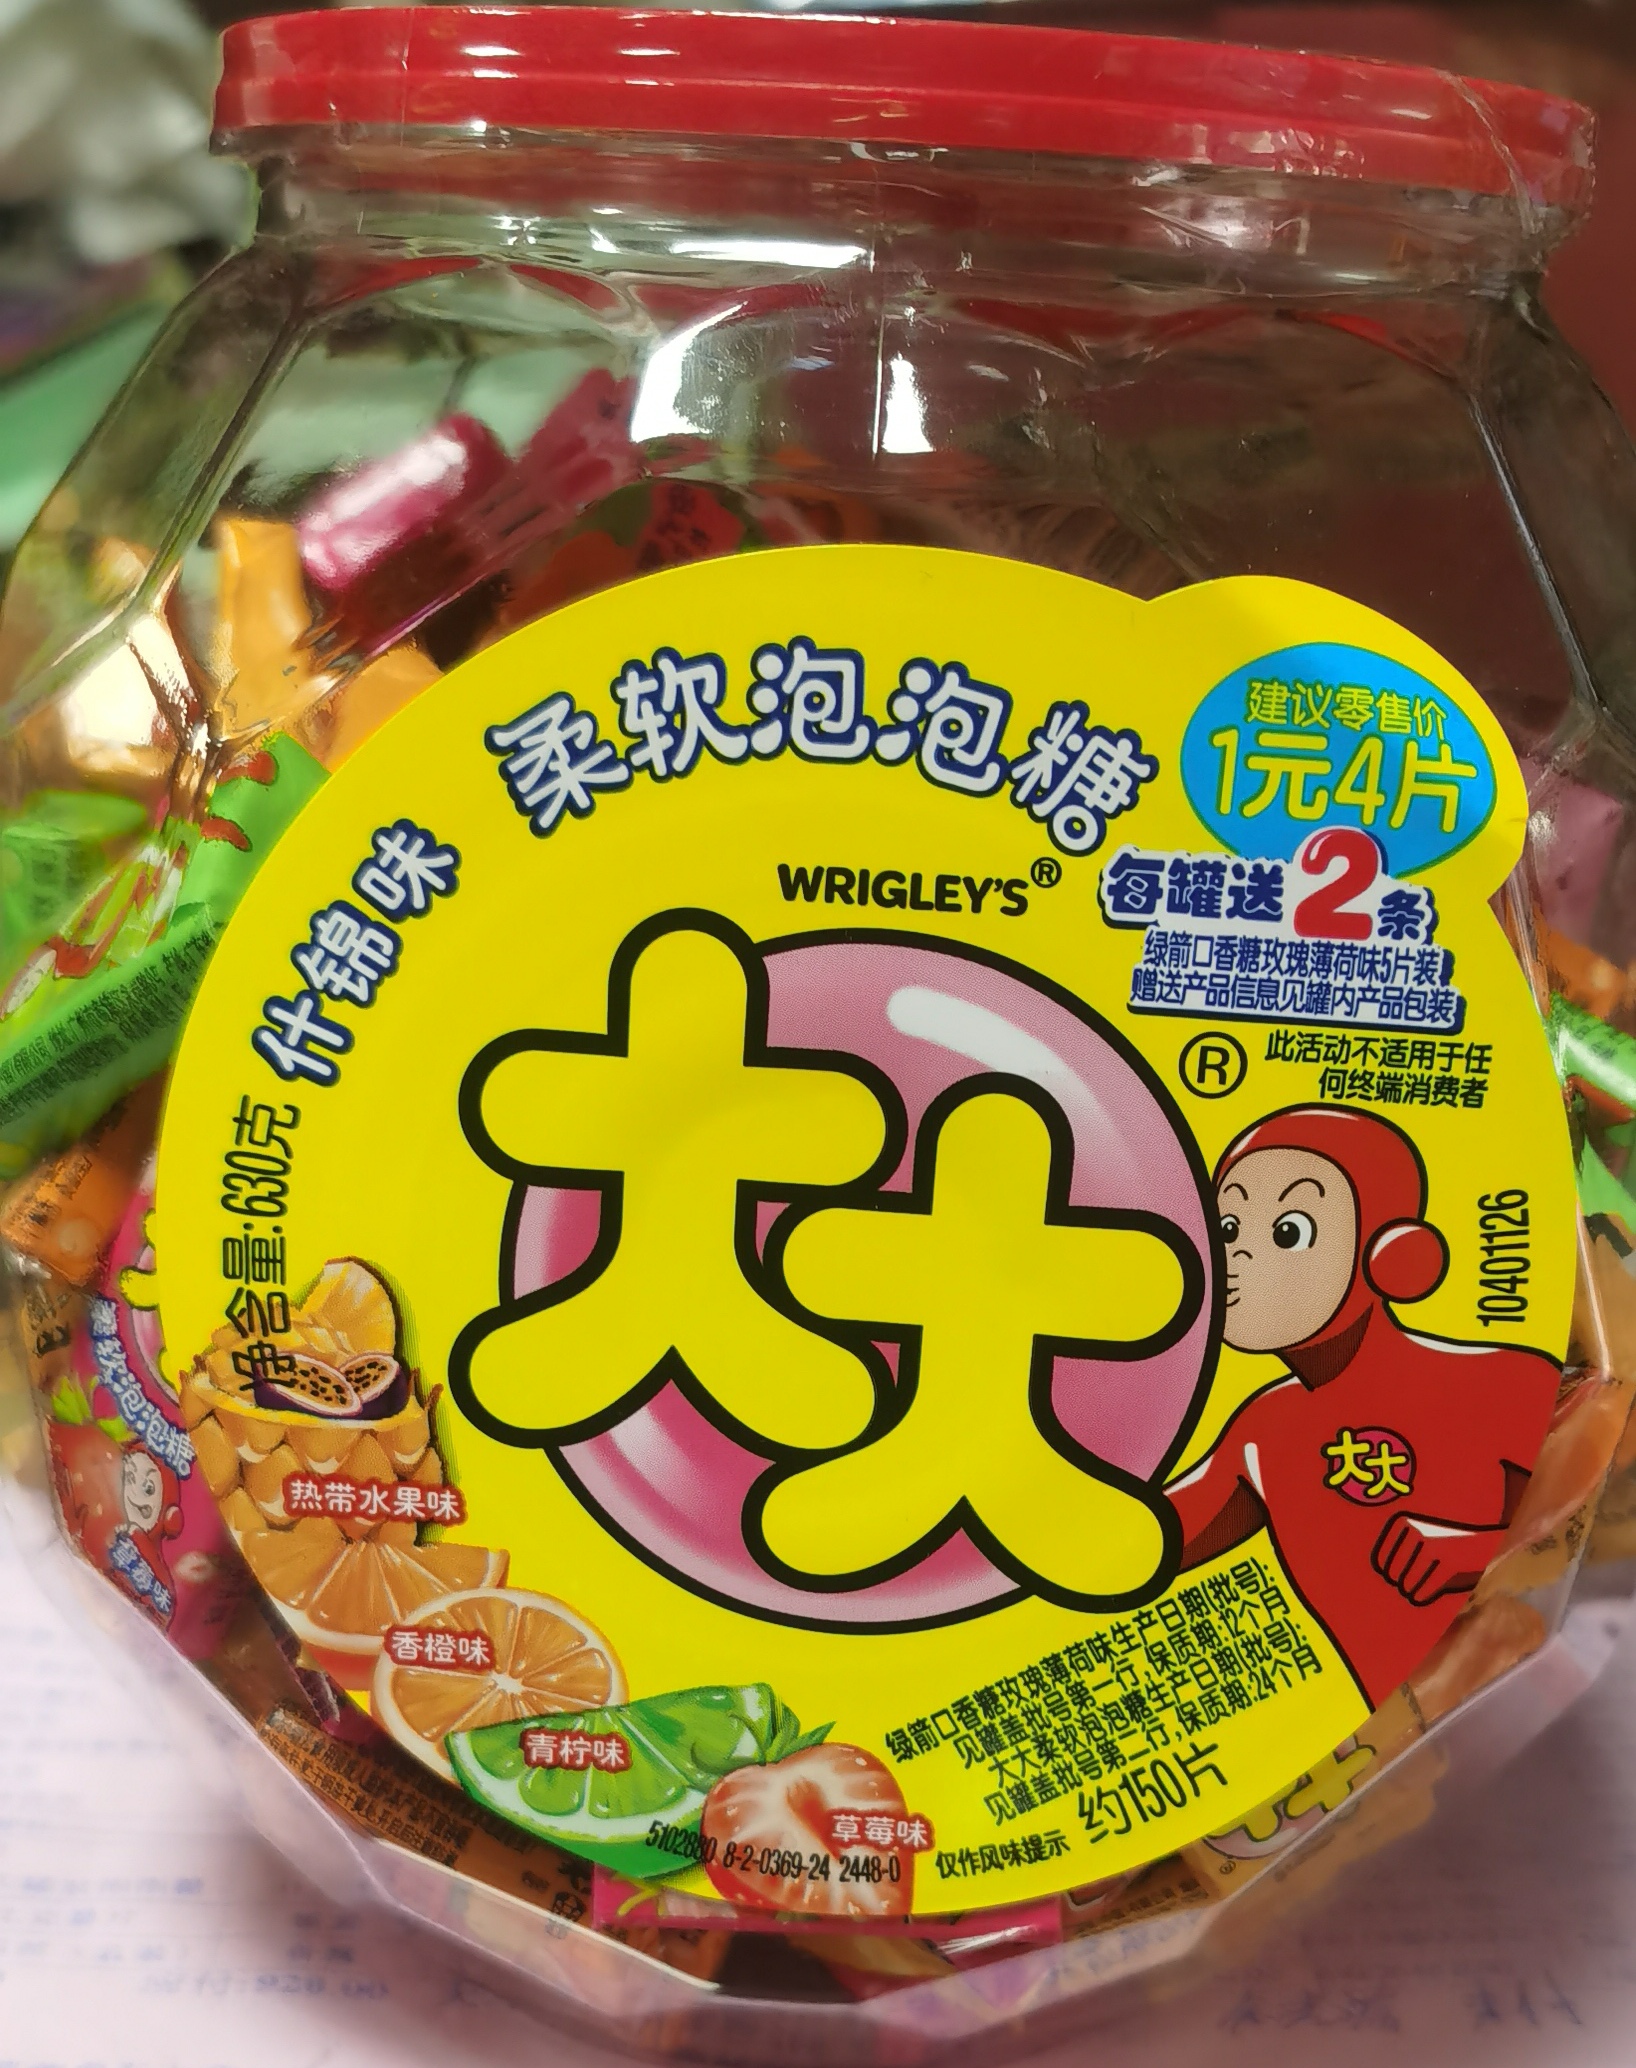 柔软泡泡糖
什锦味
建议零售价
1元4片
WRIGLEY'S®
每罐送2条
绿箭口香糖玫瑰薄荷味5片装
赠送产品信息见罐内产品包装
大大®
此活动不适用于任
何终端消费者
净含量:630克
10401126
大大
热带水果味
香橙味
青柠味
草莓味
绿箭口香糖玫瑰薄荷味生产日期(批号):
见罐盖批号第一行,保质期:12个月
大大柔软泡泡糖生产日期(批号):
见罐盖批号第二行,保质期:24个月
约150片
仅作风味提示
5102880 8-2-0369-24 2448-0
泡泡糖
草莓味